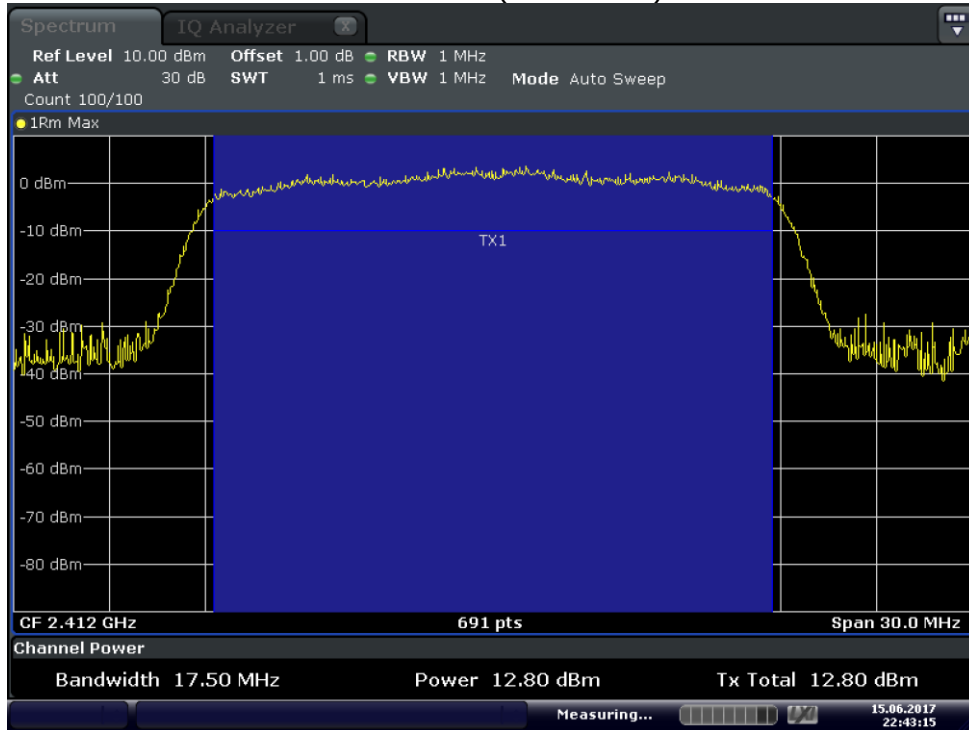 Spectrum IQ Analyzer X
Ref Level 10.00 dBm Offset 1.00 dB RBW 1 MHz
Att 30 dB SWT 1 ms VBW 1 MHz Mode Auto Sweep
Count 100/100
1Rm Max
0 dBm
-10 dBm
TX1
-20 dBm
-30 dBm
-40 dBm
-50 dBm
-60 dBm
-70 dBm
-80 dBm
CF 2.412 GHz 691 pts Span 30.0 MHz
Channel Power
Bandwidth 17.50 MHz Power 12.80 dBm Tx Total 12.80 dBm
Measuring... 15.06.2017
22:43:15